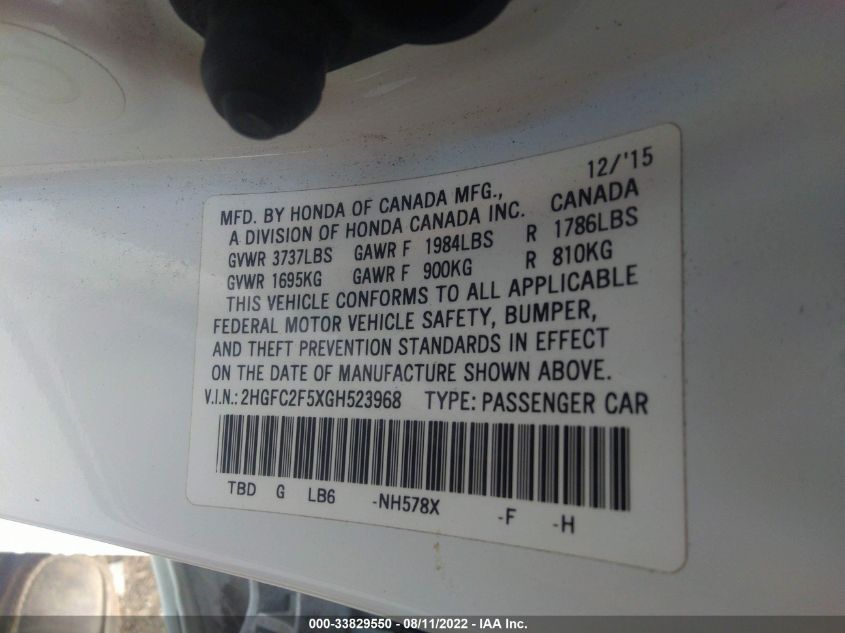 12/'15
MFD. BY HONDA OF CANADA MFG.,
A DIVISION OF HONDA CANADA INC. CANADA
GVWR 3737LBS GAWR F 1984LBS R 1786LBS
GVWR 1695KG GAWR F 900KG R 810KG
THIS VEHICLE CONFORMS TO ALL APPLICABLE
FEDERAL MOTOR VEHICLE SAFETY, BUMPER,
AND THEFT PREVENTION STANDARDS IN EFFECT
ON THE DATE OF MANUFACTURE SHOWN ABOVE.
V.I.N.: 2HGFC2F5XGH523968 TYPE: PASSENGER CAR
TBD G LB6 -NH578X -F -H
000-33829550 - 08/11/2022 - IAA Inc.